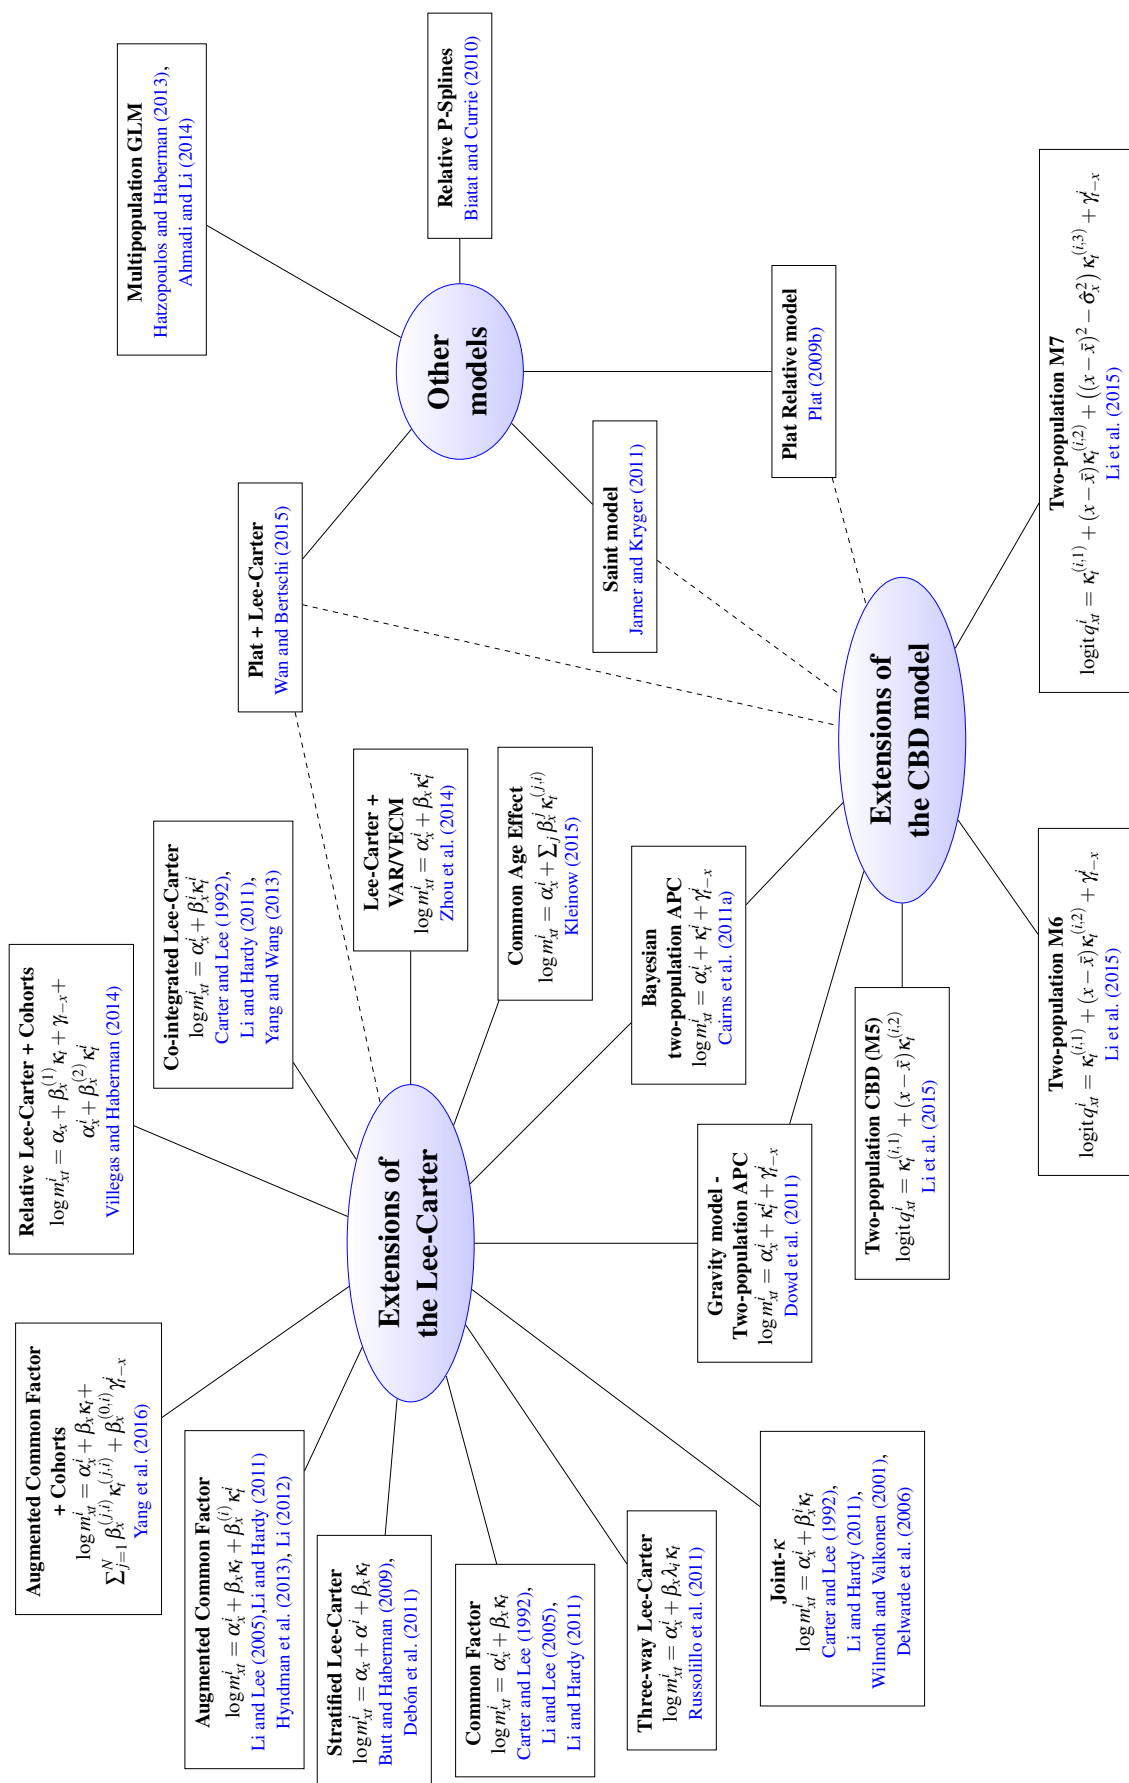 Augmented Common Factor
+ Cohorts
log m^i_{xt} = α^i_x + β_x κ_t +
Σ^N_{j=1} β^{(j,i)}_x κ^{(j,i)}_t + β^{(0,i)}_x γ^i_{t−x}
Yang et al. (2016)
Relative Lee-Carter + Cohorts
log m^i_{xt} = α_x + β^{(1)}_x κ_t + γ_{t−x} +
α^i_x + β^{(2)}_x κ^i_t
Villegas and Haberman (2014)
Co-integrated Lee-Carter
log m^i_{xt} = α^i_x + β^i_x κ^i_t
Carter and Lee (1992),
Li and Hardy (2011),
Yang and Wang (2013)
Multipopulation GLM
Hatzopoulos and Haberman (2013),
Ahmadi and Li (2014)
Augmented Common Factor
log m^i_{xt} = α^i_x + β_x κ_t + β^{(i)}_x κ^i_t
Li and Lee (2005),Li and Hardy (2011)
Hyndman et al. (2013), Li (2012)
Plat + Lee-Carter
Wan and Bertschi (2015)
Stratified Lee-Carter
log m^i_{xt} = α_x + α^i + β_x κ_t
Butt and Haberman (2009),
Debón et al. (2011)
Extensions of
the Lee-Carter
Lee-Carter +
VAR/VECM
log m^i_{xt} = α^i_x + β_x κ^i_t
Zhou et al. (2014)
Other
models
Relative P-Splines
Biatat and Currie (2010)
Common Factor
log m^i_{xt} = α^i_x + β_x κ_t
Carter and Lee (1992),
Li and Lee (2005),
Li and Hardy (2011)
Common Age Effect
log m^i_{xt} = α^i_x + Σ_j β^j_x κ^{(j,i)}_t
Kleinow (2015)
Saint model
Jarner and Kryger (2011)
Three-way Lee-Carter
log m^i_{xt} = α^i_x + β_x λ_i κ_t
Russolillo et al. (2011)
Bayesian
two-population APC
log m^i_{xt} = α^i_x + κ^i_t + γ^i_{t−x}
Cairns et al. (2011a)
Gravity model -
Two-population APC
log m^i_{xt} = α^i_x + κ^i_t + γ^i_{t−x}
Dowd et al. (2011)
Plat Relative model
Plat (2009b)
Joint-κ
log m^i_{xt} = α^i_x + β^i_x κ_t
Carter and Lee (1992),
Li and Hardy (2011),
Wilmoth and Valkonen (2001),
Delwarde et al. (2006)
Two-population CBD (M5)
logit q^i_{xt} = κ^{(i,1)}_t + (x − x̄)κ^{(i,2)}_t
Li et al. (2015)
Extensions of
the CBD model
Two-population M6
logit q^i_{xt} = κ^{(i,1)}_t + (x − x̄)κ^{(i,2)}_t + γ^i_{t−x}
Li et al. (2015)
Two-population M7
logit q^i_{xt} = κ^{(i,1)}_t + (x − x̄)κ^{(i,2)}_t + ((x − x̄)^2 − σ̂^2_x) κ^{(i,3)}_t + γ^i_{t−x}
Li et al. (2015)